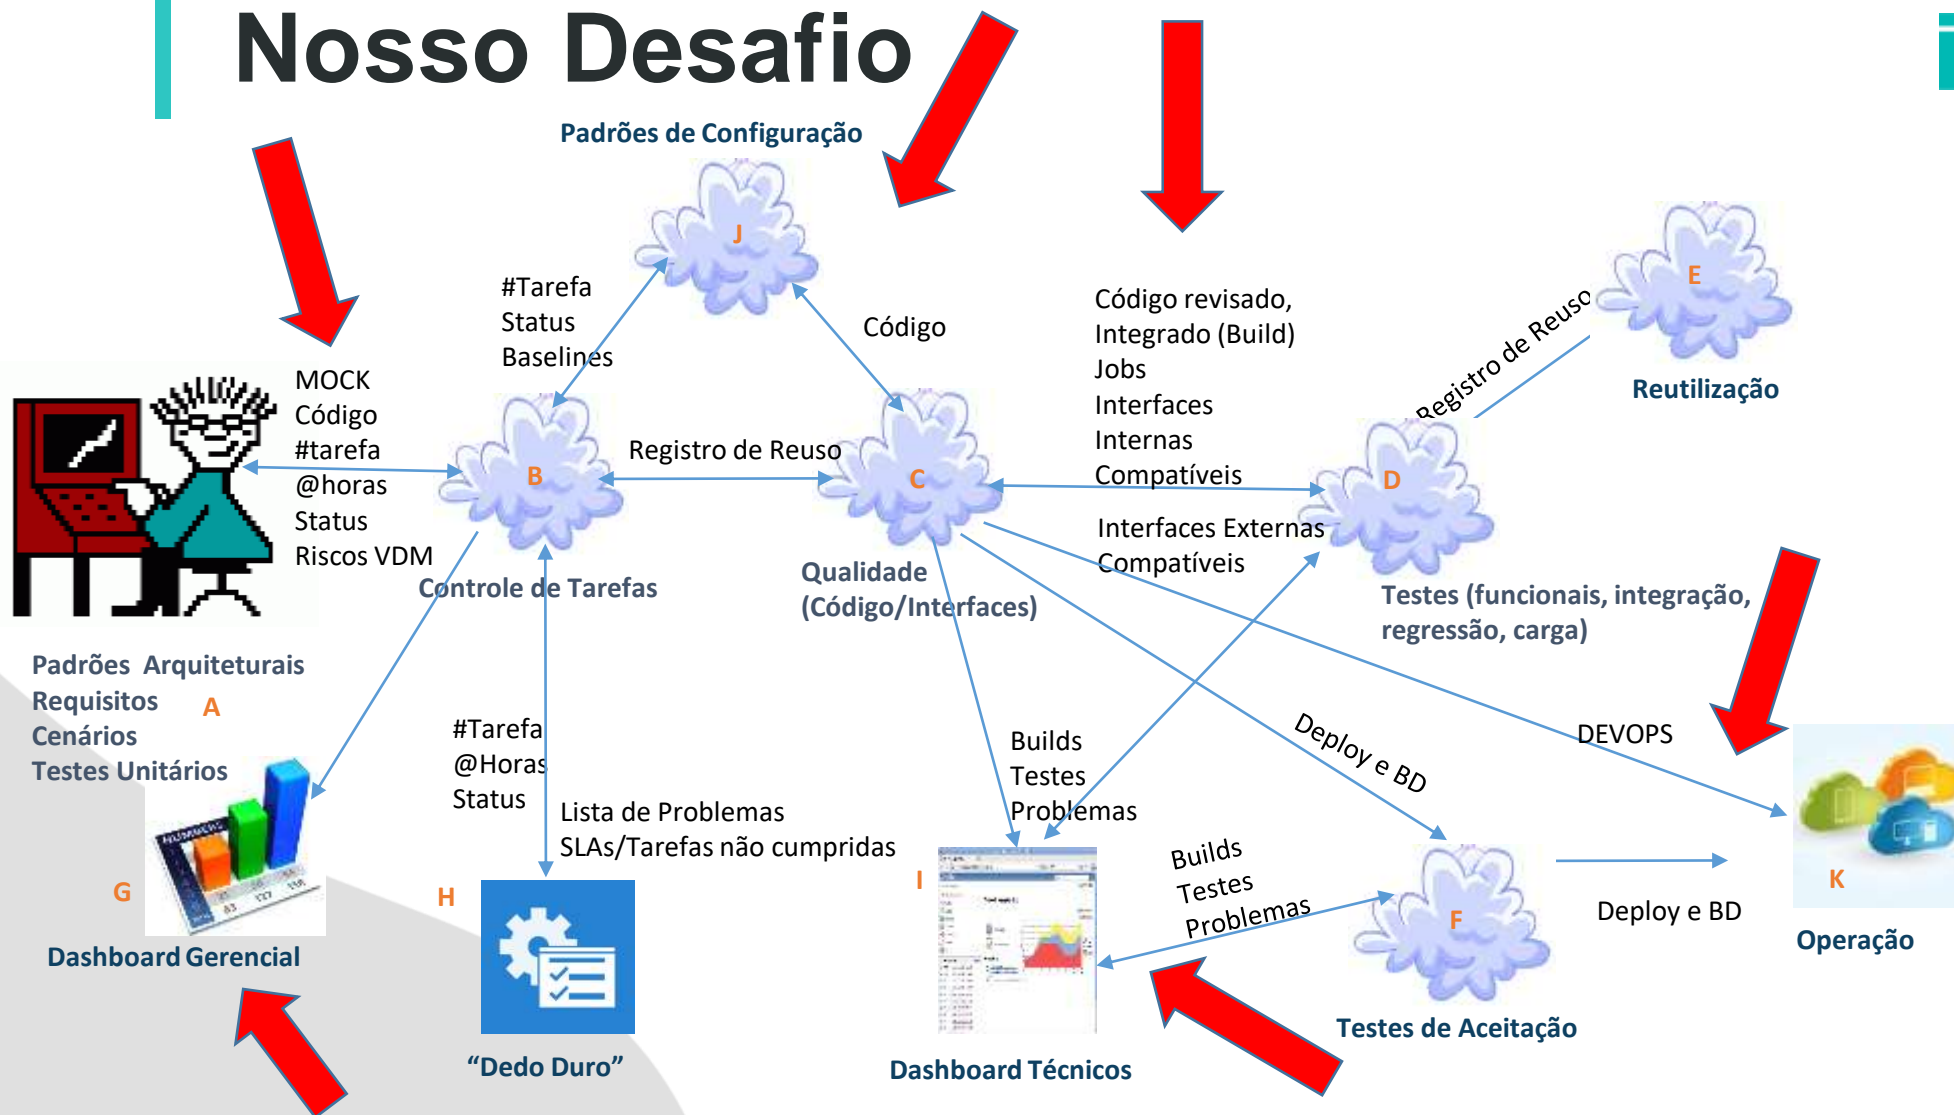 Nosso Desafio
Padrões de Configuração
J
E
#Tarefa
Status
Baselines
Código
Código revisado,
Integrado (Build)
Jobs
Interfaces
Internas
Compatíveis
Registro de Reuso
Reutilização
MOCK
Código
#tarefa
@horas
Status
Riscos VDM
B
Registro de Reuso
C
D
Interfaces Externas
Compatíveis
Controle de Tarefas
Qualidade
(Código/Interfaces)
Testes (funcionais, integração,
regressão, carga)
Padrões Arquiteturais
Requisitos
A
Cenários
Testes Unitários
#Tarefa
@Horas
Status
Lista de Problemas
SLAs/Tarefas não cumpridas
Builds
Testes
Problemas
Deploy e BD
DEVOPS
Builds
Testes
Problemas
G
H
I
F
K
Deploy e BD
Dashboard Gerencial
Operação
Testes de Aceitação
“Dedo Duro”
Dashboard Técnicos